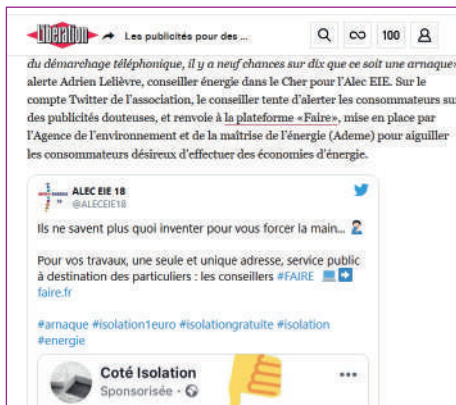 Libération
Les publicités pour des ...
100
du démarchage téléphonique, il y a neuf chances sur dix que ce soit une arnaque»
alerte Adrien Lelièvre, conseiller énergie dans le Cher pour l'Alec EIE. Sur le
compte Twitter de l'association, le conseiller tente d'alerter les consommateurs su
des publicités douteuses, et renvoie à la plateforme «Faire», mise en place par
l'Agence de l'environnement et de la maîtrise de l'énergie (Ademe) pour aiguiller
les consommateurs désireux d'effectuer des économies d'énergie.
ALEC EIE 18
@ALECEIE18
Ils ne savent plus quoi inventer pour vous forcer la main...
Pour vos travaux, une seule et unique adresse, service public
à destination des particuliers : les conseillers #FAIRE
faire.fr
#arnaque #isolation1euro #isolationgratuite #isolation
#energie
Coté Isolation
Sponsorisée ·